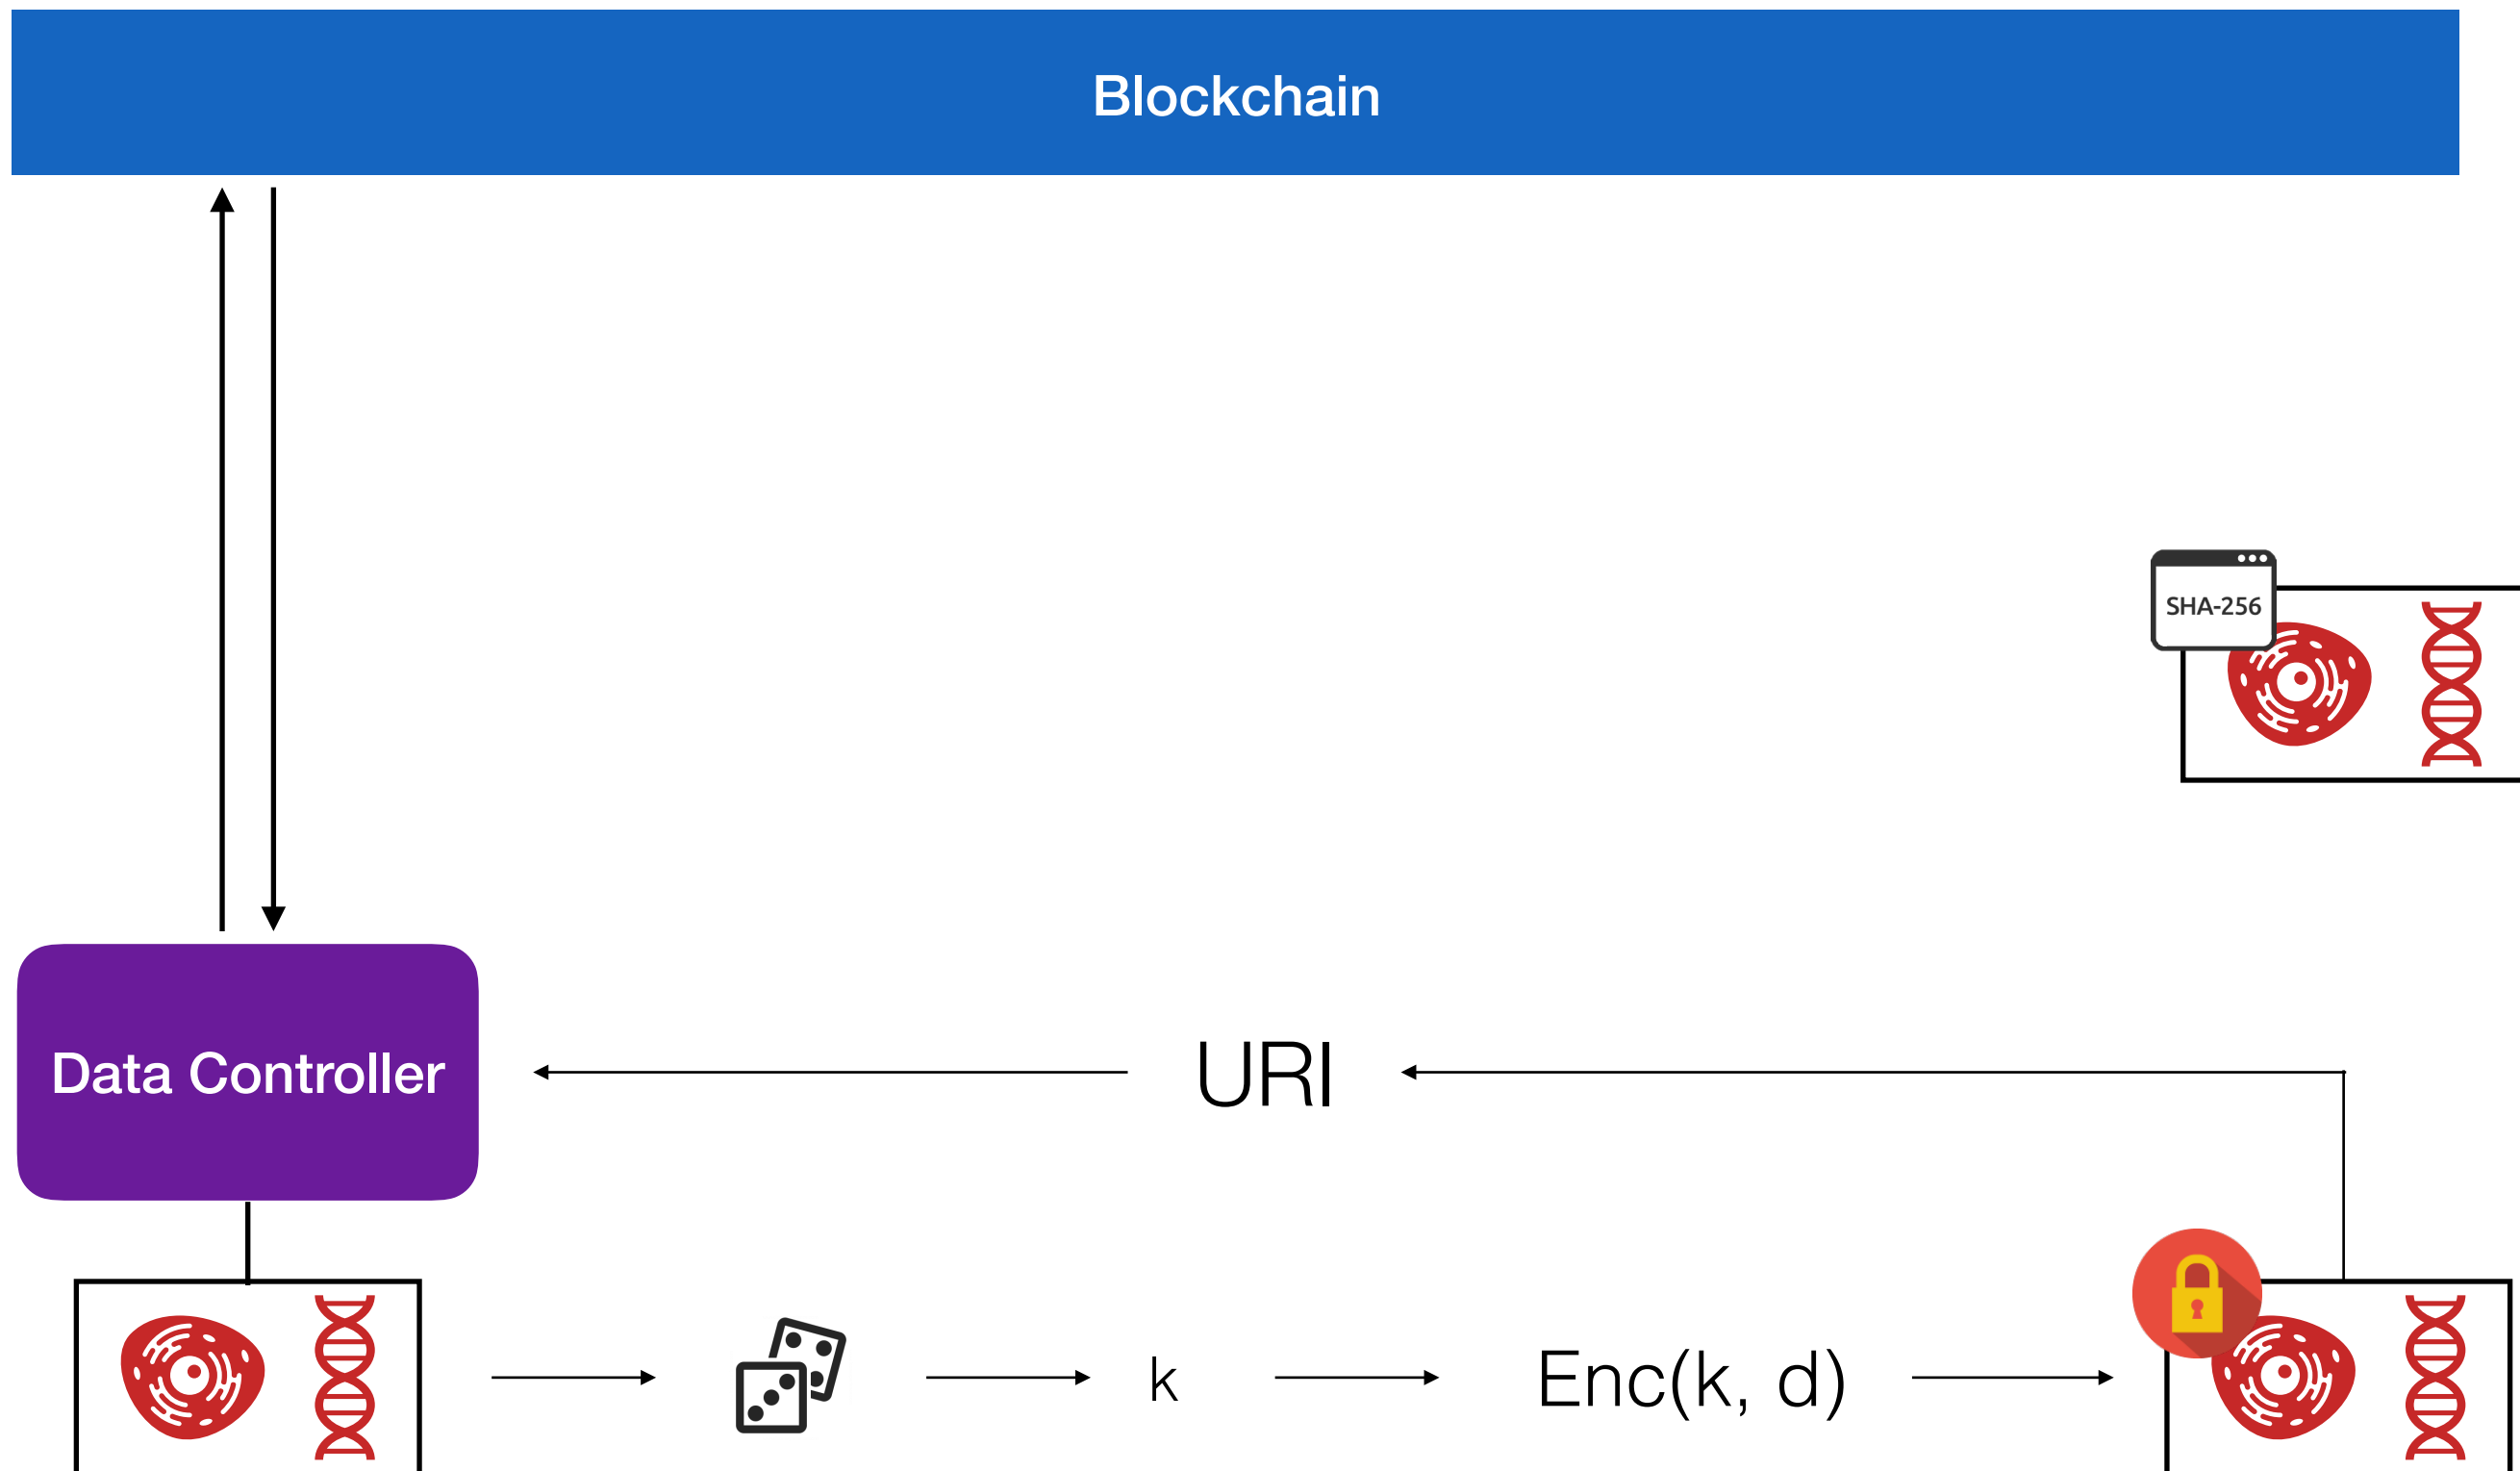 Blockchain
SHA-256
Data Controller
URI
k
Enc(k, d)